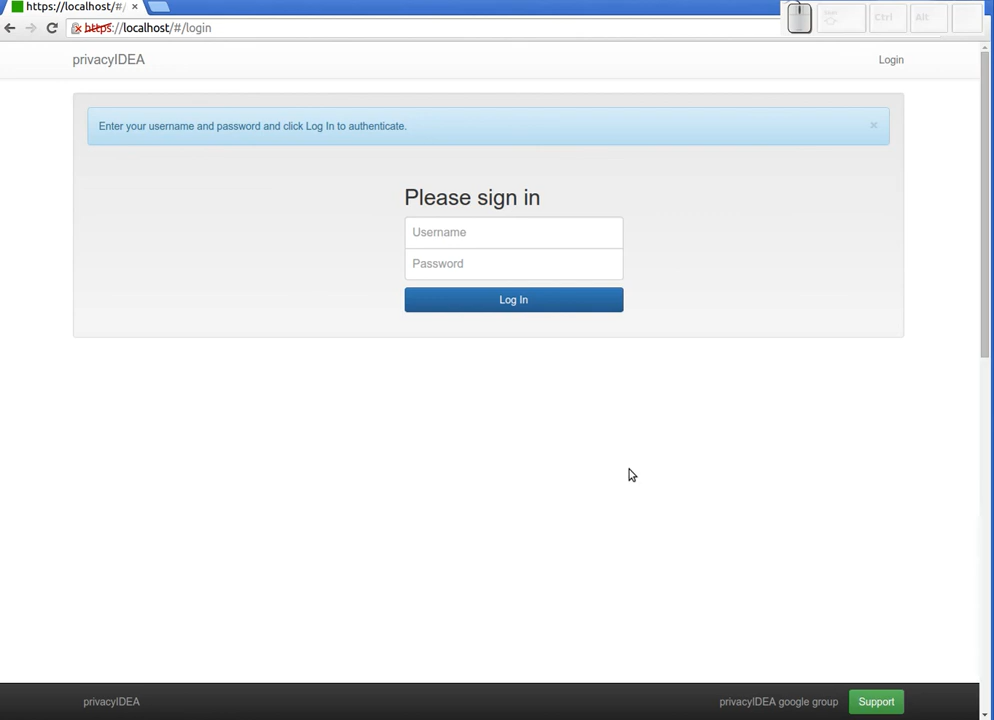 https://localhost/#/
https://localhost/#/login
Ctrl
Alt
privacyIDEA
Login
Enter your username and password and click Log In to authenticate.
×
Please sign in
Username
Password
Log In
privacyIDEA
privacyIDEA google group
Support